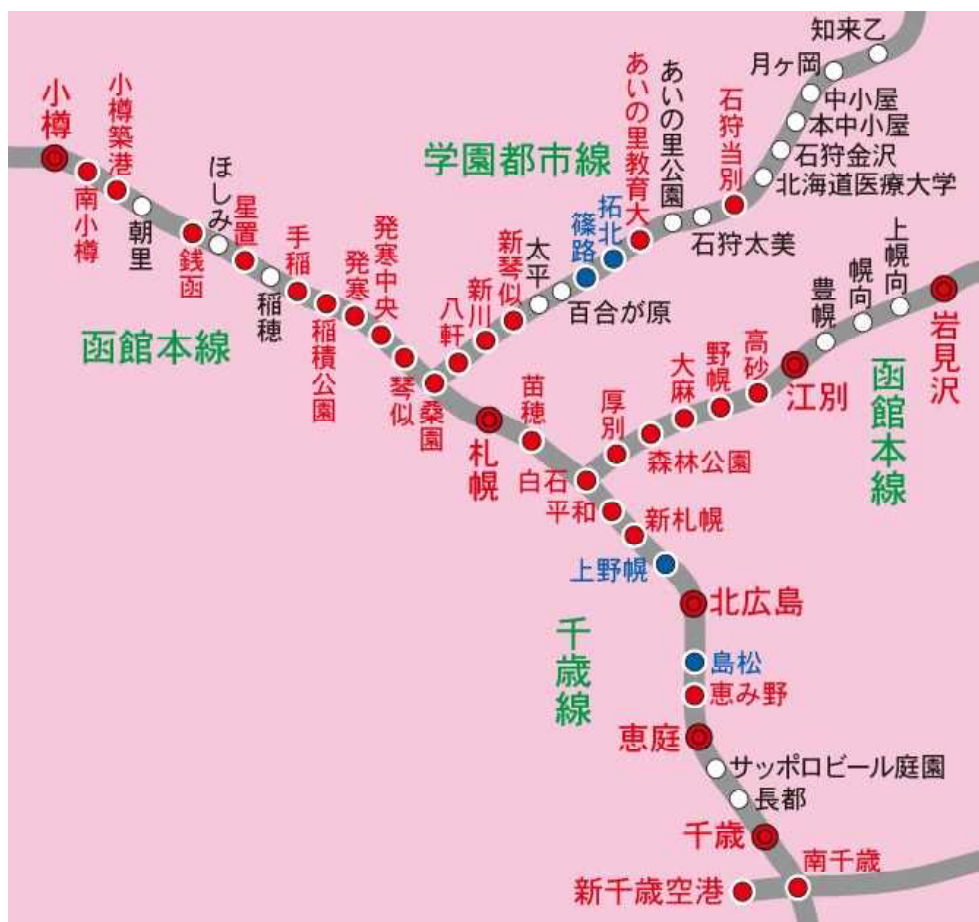 知来乙
月ヶ岡
中小屋
本中小屋
石狩金沢
北海道医療大学
石狩当別
石狩太美
あいの里公園
あいの里教育大
拓北
篠路
百合が原
太平
新琴似
新川
八軒
学園都市線
小樽
南小樽
小樽築港
朝里
銭函
ほしみ
星置
稲穂
手稲
稲積公園
発寒
発寒中央
琴似
桑園
函館本線
札幌
苗穂
白石
厚別
森林公園
大麻
野幌
高砂
江別
豊幌
幌向
上幌向
岩見沢
函館本線
平和
新札幌
上野幌
北広島
千歳線
島松
恵み野
恵庭
サッポロビール庭園
長都
千歳
南千歳
新千歳空港